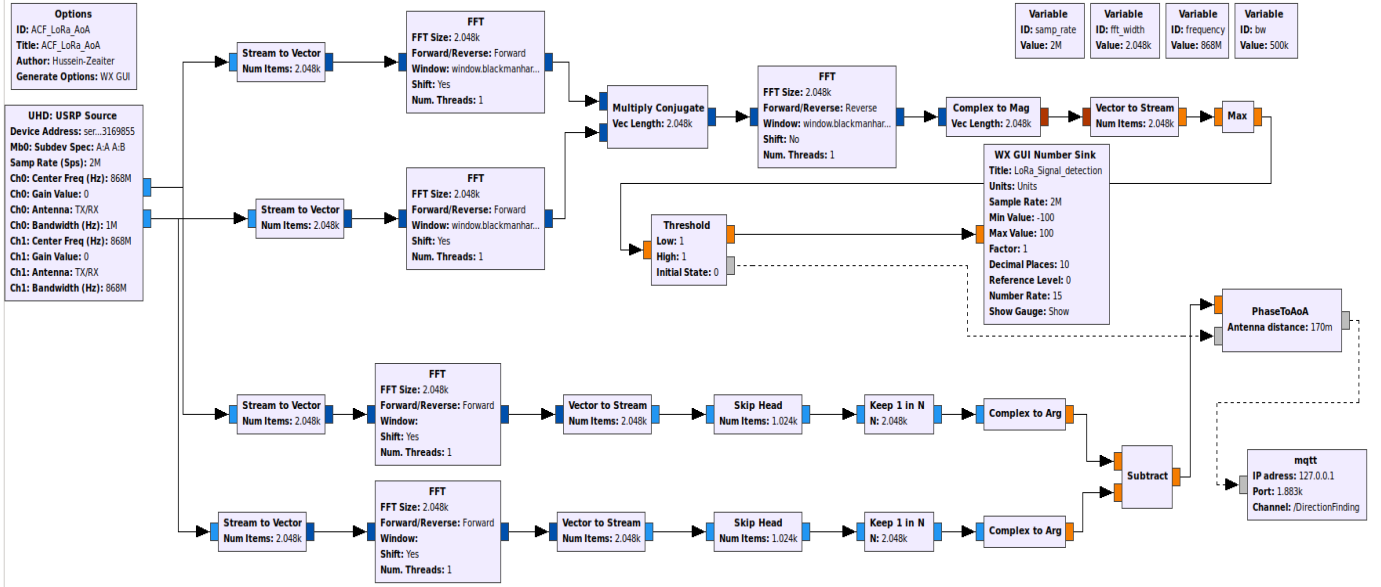 Options
ID: ACF_LoRa_AoA
Title: ACF_LoRa_AoA
Author: Hussein-Zeaiter
Generate Options: WX GUI
UHD: USRP Source
Device Address: ser...3169855
Mb0: Subdev Spec: A:A A:B
Samp Rate (Sps): 2M
Ch0: Center Freq (Hz): 868M
Ch0: Gain Value: 0
Ch0: Antenna: TX/RX
Ch0: Bandwidth (Hz): 1M
Ch1: Center Freq (Hz): 868M
Ch1: Gain Value: 0
Ch1: Antenna: TX/RX
Ch1: Bandwidth (Hz): 868M
Stream to Vector
Num Items: 2.048k
FFT
FFT Size: 2.048k
Forward/Reverse: Forward
Window: window.blackmanhar...
Shift: Yes
Num. Threads: 1
Stream to Vector
Num Items: 2.048k
FFT
FFT Size: 2.048k
Forward/Reverse: Forward
Window: window.blackmanhar...
Shift: Yes
Num. Threads: 1
Multiply Conjugate
Vec Length: 2.048k
FFT
FFT Size: 2.048k
Forward/Reverse: Reverse
Window: window.blackmanhar...
Shift: No
Num. Threads: 1
Complex to Mag
Vec Length: 2.048k
Vector to Stream
Num Items: 2.048k
Max
Variable
ID: samp_rate
Value: 2M
Variable
ID: fft_width
Value: 2.048k
Variable
ID: frequency
Value: 868M
Variable
ID: bw
Value: 500k
Threshold
Low: 1
High: 1
Initial State: 0
WX GUI Number Sink
Title: LoRa_Signal_detection
Units: Units
Sample Rate: 2M
Min Value: -100
Max Value: 100
Factor: 1
Decimal Places: 10
Reference Level: 0
Number Rate: 15
Show Gauge: Show
PhaseToAoA
Antenna distance: 170m
Stream to Vector
Num Items: 2.048k
FFT
FFT Size: 2.048k
Forward/Reverse: Forward
Window:
Shift: Yes
Num. Threads: 1
Vector to Stream
Num Items: 2.048k
Skip Head
Num Items: 1.024k
Keep 1 in N
N: 2.048k
Complex to Arg
Stream to Vector
Num Items: 2.048k
FFT
FFT Size: 2.048k
Forward/Reverse: Forward
Window:
Shift: Yes
Num. Threads: 1
Vector to Stream
Num Items: 2.048k
Skip Head
Num Items: 1.024k
Keep 1 in N
N: 2.048k
Complex to Arg
Subtract
mqtt
IP adress: 127.0.0.1
Port: 1.883k
Channel: /DirectionFinding